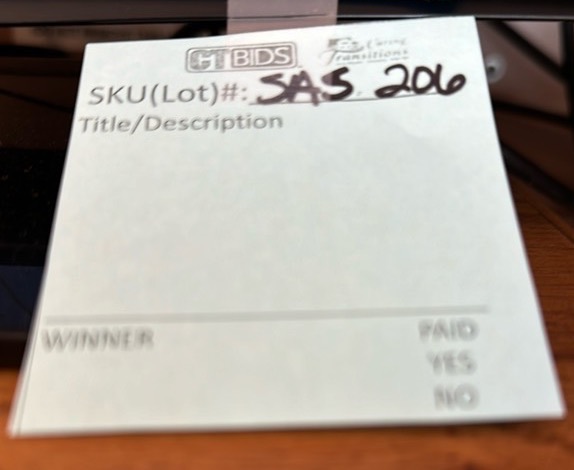 CTBIDS Caring Transitions
SKU(Lot)#: SAS 206
Title/Description
WINNER PAID
YES
NO